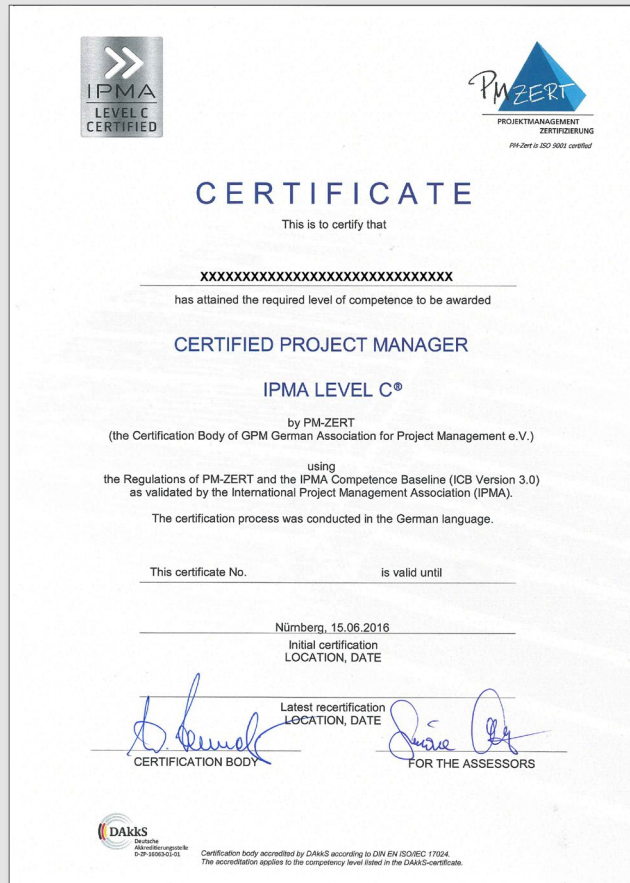 IPMA
LEVEL C
CERTIFIED
PM ZERT
PROJEKTMANAGEMENT
ZERTIFIZIERUNG
PM-Zert is ISO 9001 certified
CERTIFICATE
This is to certify that
XXXXXXXXXXXXXXXXXXXXXXXXXXXXXX
has attained the required level of competence to be awarded
CERTIFIED PROJECT MANAGER
IPMA LEVEL C®
by PM-ZERT
(the Certification Body of GPM German Association for Project Management e.V.)
using
the Regulations of PM-ZERT and the IPMA Competence Baseline (ICB Version 3.0)
as validated by the International Project Management Association (IPMA).
The certification process was conducted in the German language.
This certificate No. is valid until
Nürnberg, 15.06.2016
Initial certification
LOCATION, DATE
Latest recertification
LOCATION, DATE
CERTIFICATION BODY FOR THE ASSESSORS
DAkkS
Deutsche
Akkreditierungsstelle
D-ZP-16063-01-01
Certification body accredited by DAkkS according to DIN EN ISO/IEC 17024.
The accreditation applies to the competency level listed in the DAkkS-certificate.